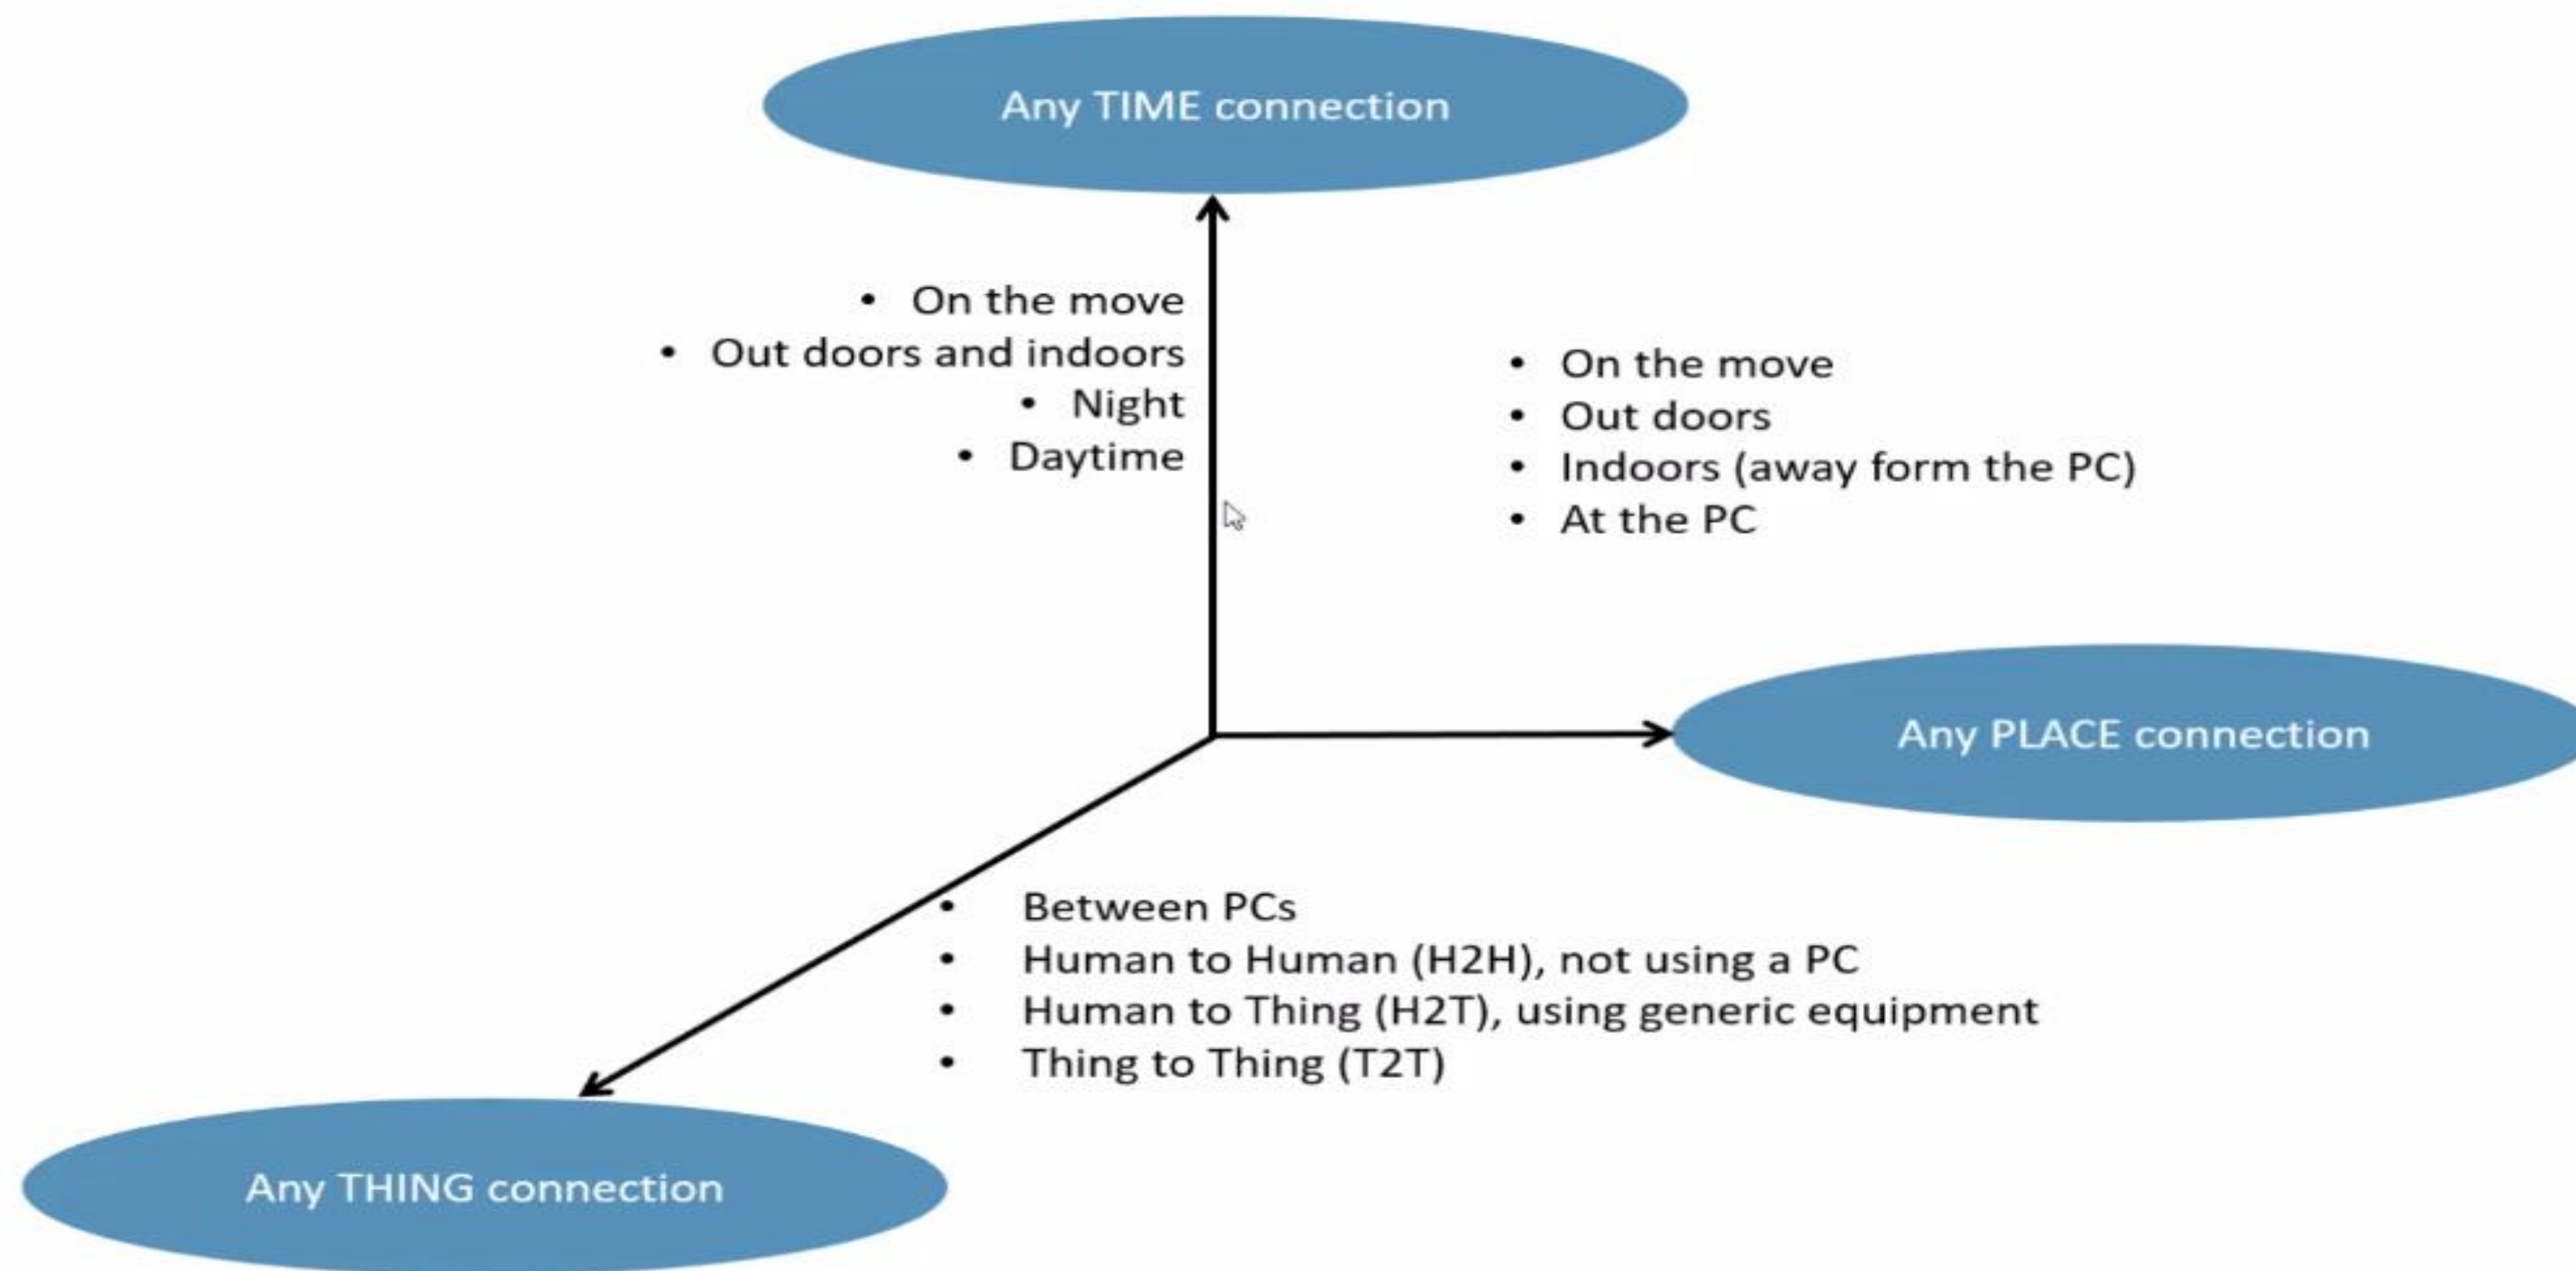 Any TIME connection
• On the move
• Out doors and indoors
• Night
• Daytime
• On the move
• Out doors
• Indoors (away form the PC)
• At the PC
Any PLACE connection
• Between PCs
• Human to Human (H2H), not using a PC
• Human to Thing (H2T), using generic equipment
• Thing to Thing (T2T)
Any THING connection